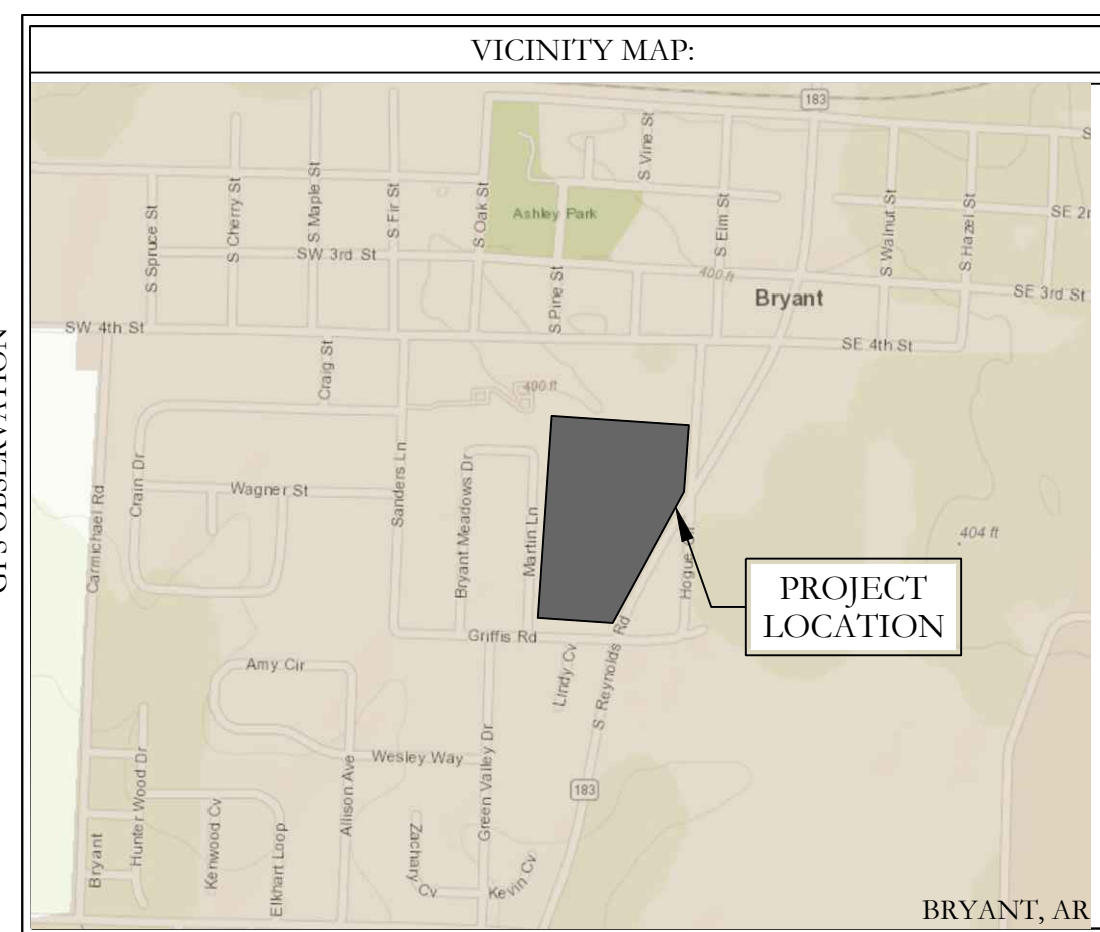 VICINITY MAP:
GPS OBSERVATION
183
S Vine St
S Cherry St
S Maple St
S Fir St
S Oak St
Ashley Park
S Elm St
S Walnut St
S Hazel St
S Spruce St
SW 3rd St
S Pine St
400 ft
Bryant
SE 3rd St
SW 4th St
SE 4th St
Craig St
400 ft
Crain Dr
Wagner St
Sanders Ln
Bryant Meadows Dr
Martin Ln
Carmichael Rd
404 ft
PROJECT
LOCATION
Griffis Rd
Lindy Cv
S Reynolds Rd
Amy Cir
Wesley Way
Allison Ave
Green Valley Dr
183
Hunter Wood Dr
Bryant
Kenwood Cv
Elkhart Loop
Zachary Cv
Kevin Cv
BRYANT, AR